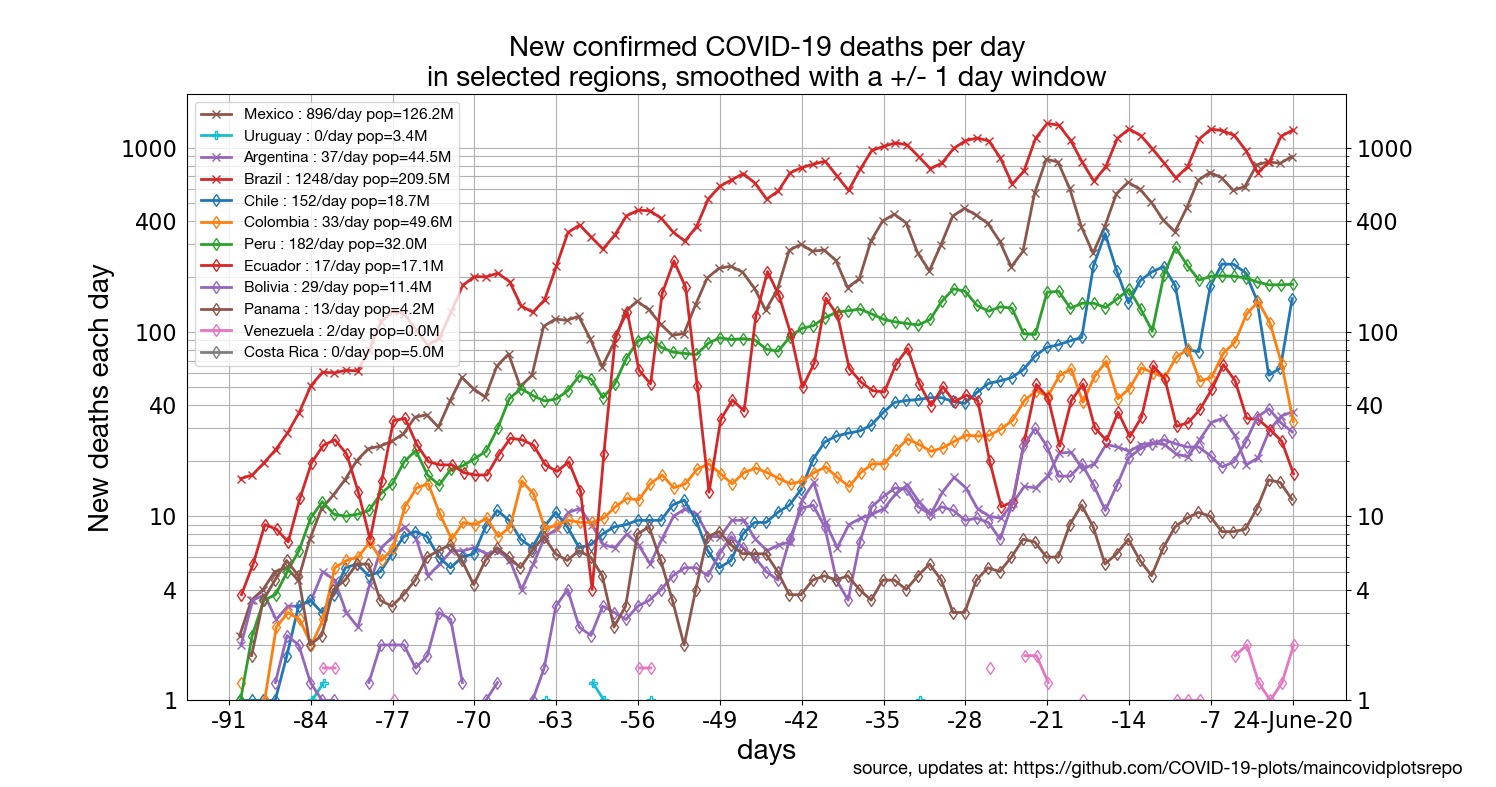 New confirmed COVID-19 deaths per day
in selected regions, smoothed with a +/- 1 day window
Mexico : 896/day pop=126.2M
Uruguay : 0/day pop=3.4M
Argentina : 37/day pop=44.5M
Brazil : 1248/day pop=209.5M
Chile : 152/day pop=18.7M
Colombia : 33/day pop=49.6M
Peru : 182/day pop=32.0M
Ecuador : 17/day pop=17.1M
Bolivia : 29/day pop=11.4M
Panama : 13/day pop=4.2M
Venezuela : 2/day pop=0.0M
Costa Rica : 0/day pop=5.0M
New deaths each day
1000
400
100
40
10
4
1
1000
400
100
40
10
4
1
-91 -84 -77 -70 -63 -56 -49 -42 -35 -28 -21 -14 -7 24-June-20
days
source, updates at: https://github.com/COVID-19-plots/maincovidplotsrepo